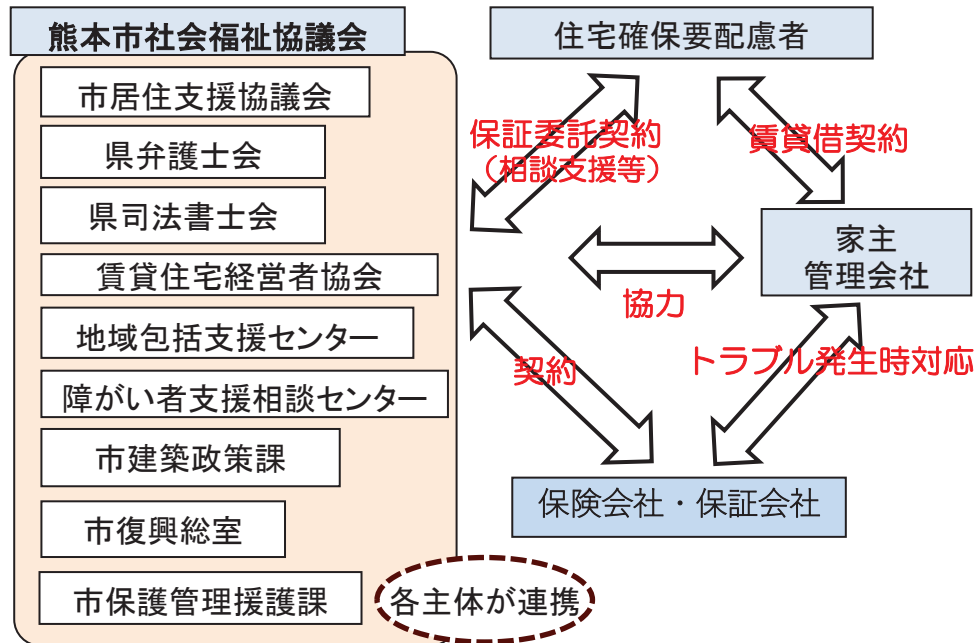 熊本市社会福祉協議会
市居住支援協議会
県弁護士会
県司法書士会
賃貸住宅経営者協会
地域包括支援センター
障がい者支援相談センター
市建築政策課
市復興総室
市保護管理援護課
各主体が連携
住宅確保要配慮者
保証委託契約
（相談支援等）
賃貸借契約
家主
管理会社
協力
契約
トラブル発生時対応
保険会社・保証会社